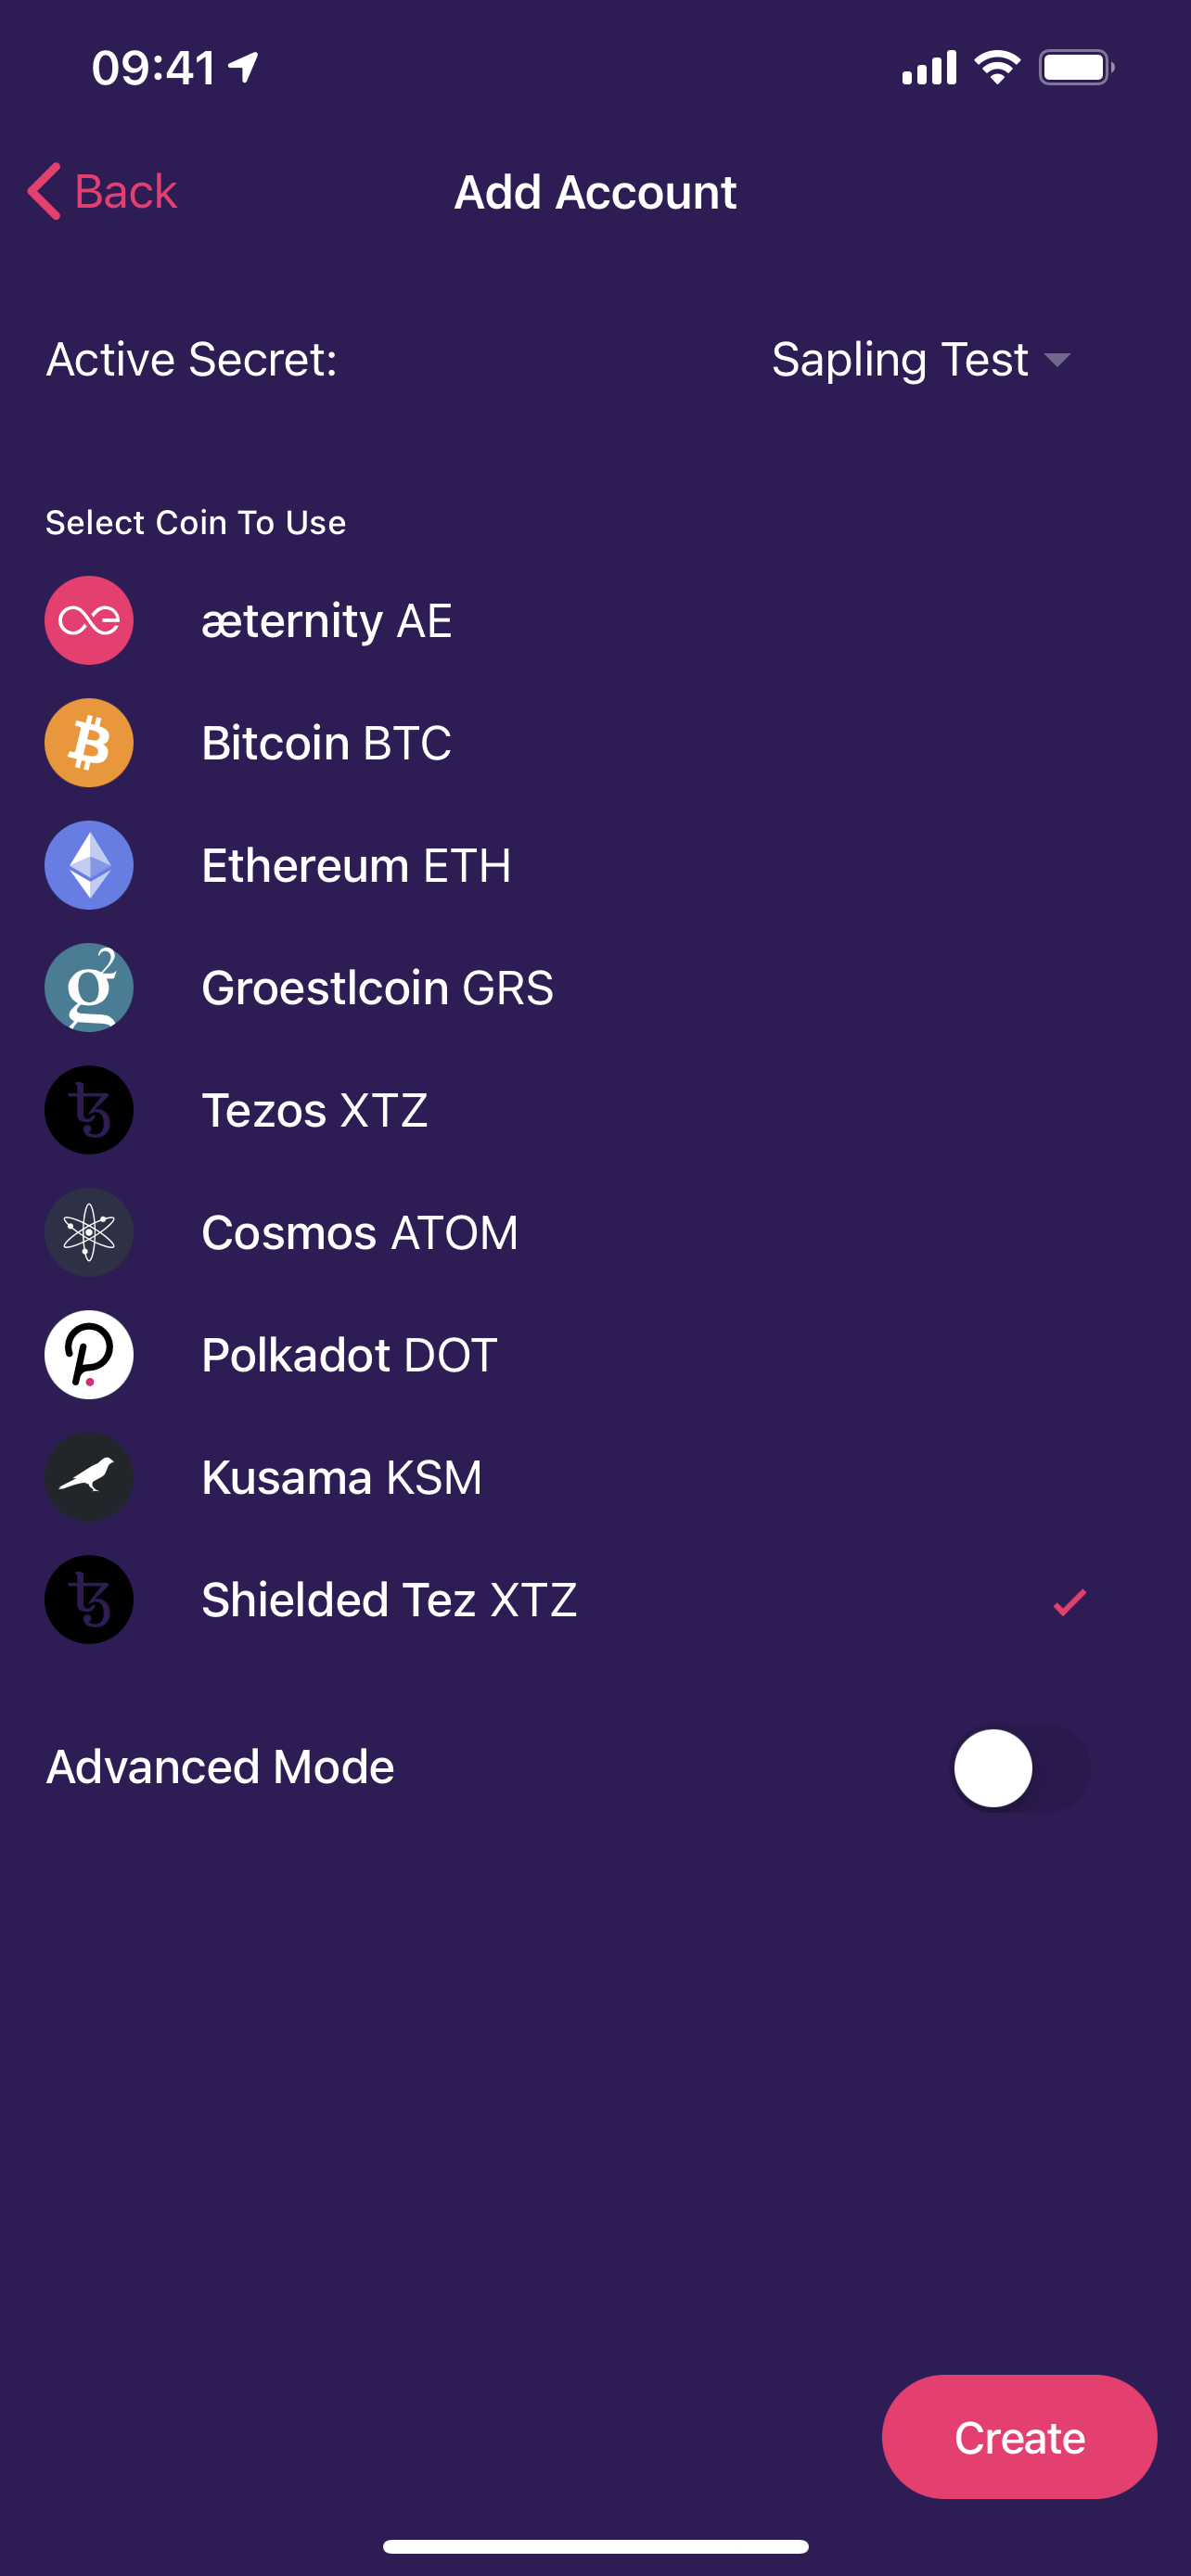 09:41
Back
Add Account
Active Secret:
Sapling Test
Select Coin To Use
æternity AE
Bitcoin BTC
Ethereum ETH
Groestlcoin GRS
Tezos XTZ
Cosmos ATOM
Polkadot DOT
Kusama KSM
Shielded Tez XTZ
Advanced Mode
Create